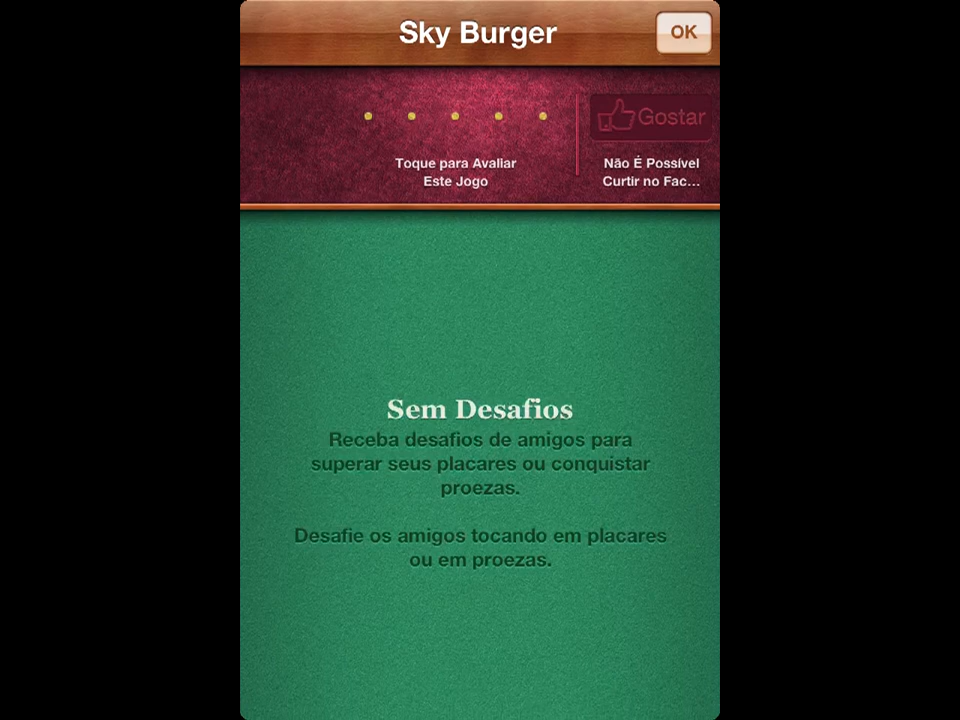 Sky Burger
OK
Gostar
Toque para Avaliar
Este Jogo
Não É Possível
Curtir no Fac...
Sem Desafios
Receba desafios de amigos para
superar seus placares ou conquistar
proezas.
Desafie os amigos tocando em placares
ou em proezas.